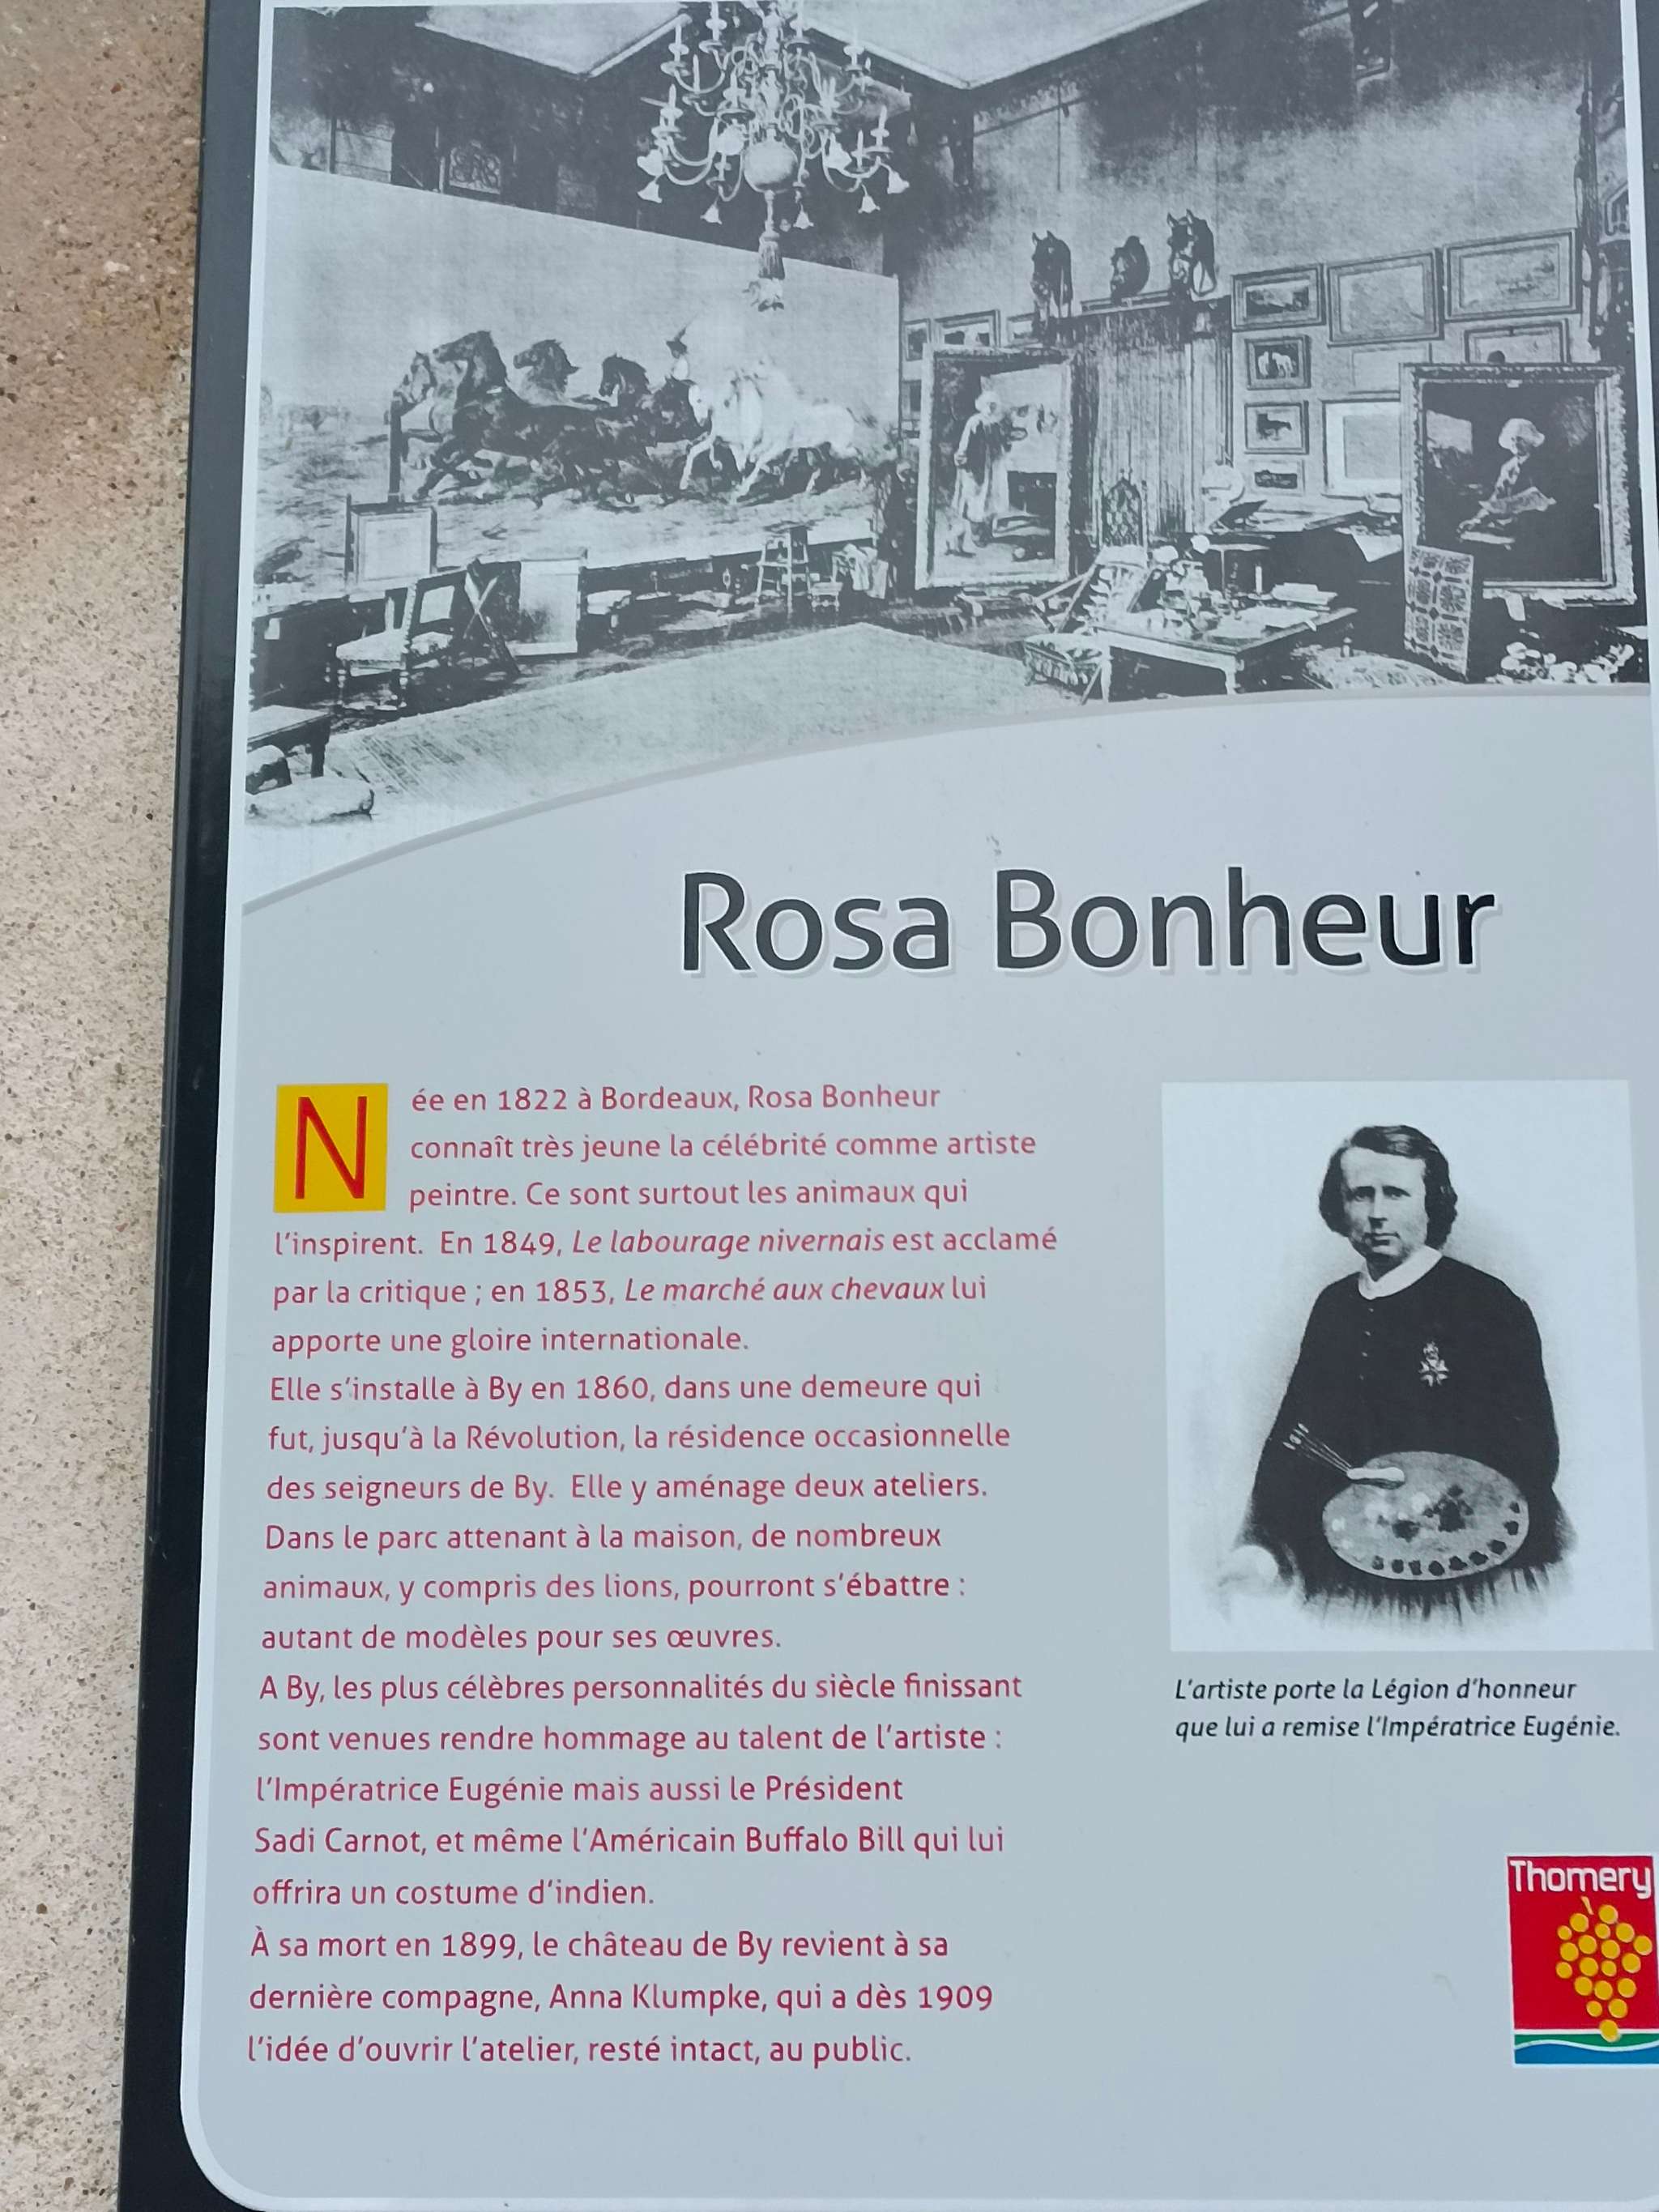 Rosa Bonheur
Née en 1822 à Bordeaux, Rosa Bonheur
connaît très jeune la célébrité comme artiste
peintre. Ce sont surtout les animaux qui
l'inspirent. En 1849, Le labourage nivernais est acclamé
par la critique ; en 1853, Le marché aux chevaux lui
apporte une gloire internationale.
Elle s'installe à By en 1860, dans une demeure qui
fut, jusqu'à la Révolution, la résidence occasionnelle
des seigneurs de By. Elle y aménage deux ateliers.
Dans le parc attenant à la maison, de nombreux
animaux, y compris des lions, pourront s'ébattre :
autant de modèles pour ses œuvres.
A By, les plus célèbres personnalités du siècle finissant
sont venues rendre hommage au talent de l'artiste :
l'Impératrice Eugénie mais aussi le Président
Sadi Carnot, et même l'Américain Buffalo Bill qui lui
offrira un costume d'indien.
À sa mort en 1899, le château de By revient à sa
dernière compagne, Anna Klumpke, qui a dès 1909
l'idée d'ouvrir l'atelier, resté intact, au public.
L'artiste porte la Légion d'honneur
que lui a remise l'Impératrice Eugénie.
Thomery